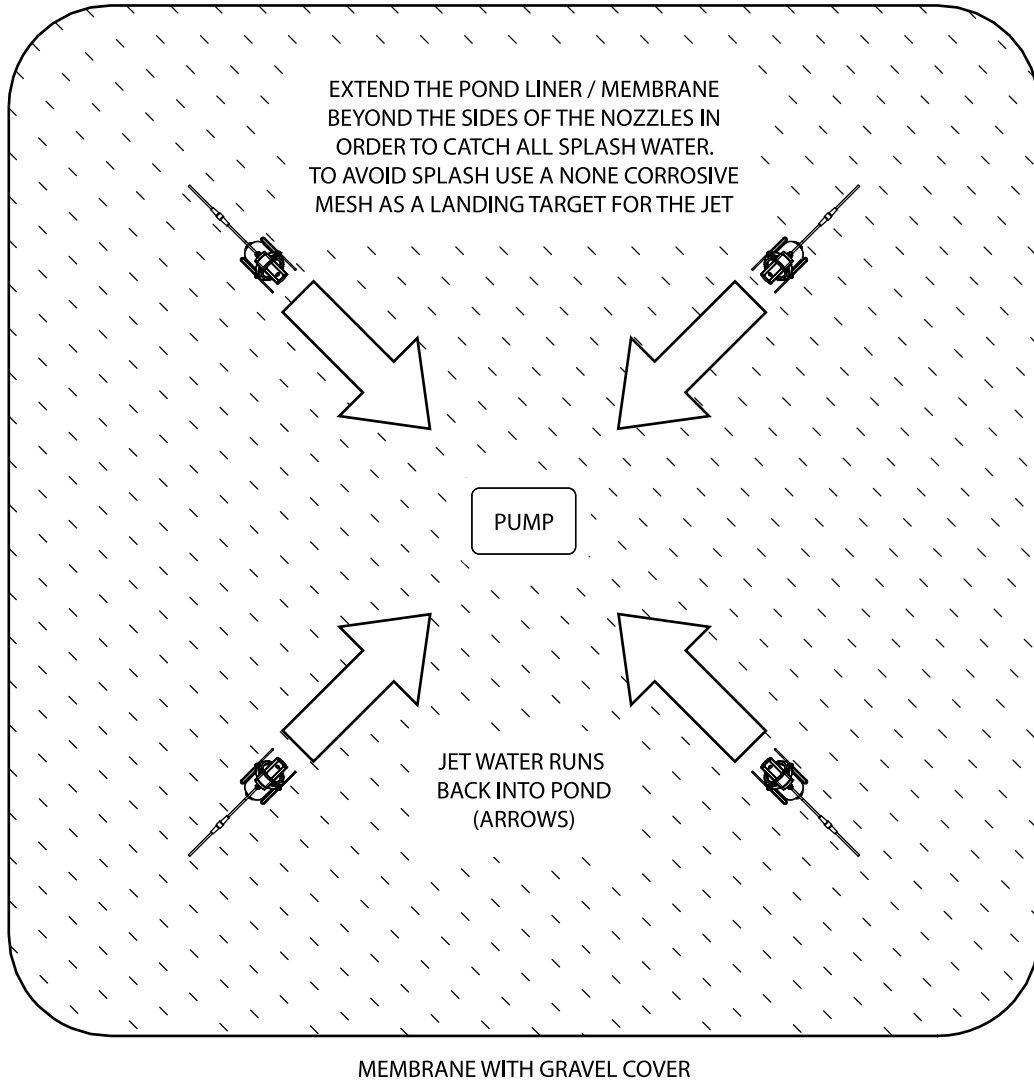 EXTEND THE POND LINER / MEMBRANE
BEYOND THE SIDES OF THE NOZZLES IN
ORDER TO CATCH ALL SPLASH WATER.
TO AVOID SPLASH USE A NONE CORROSIVE
MESH AS A LANDING TARGET FOR THE JET
PUMP
JET WATER RUNS
BACK INTO POND
(ARROWS)
MEMBRANE WITH GRAVEL COVER